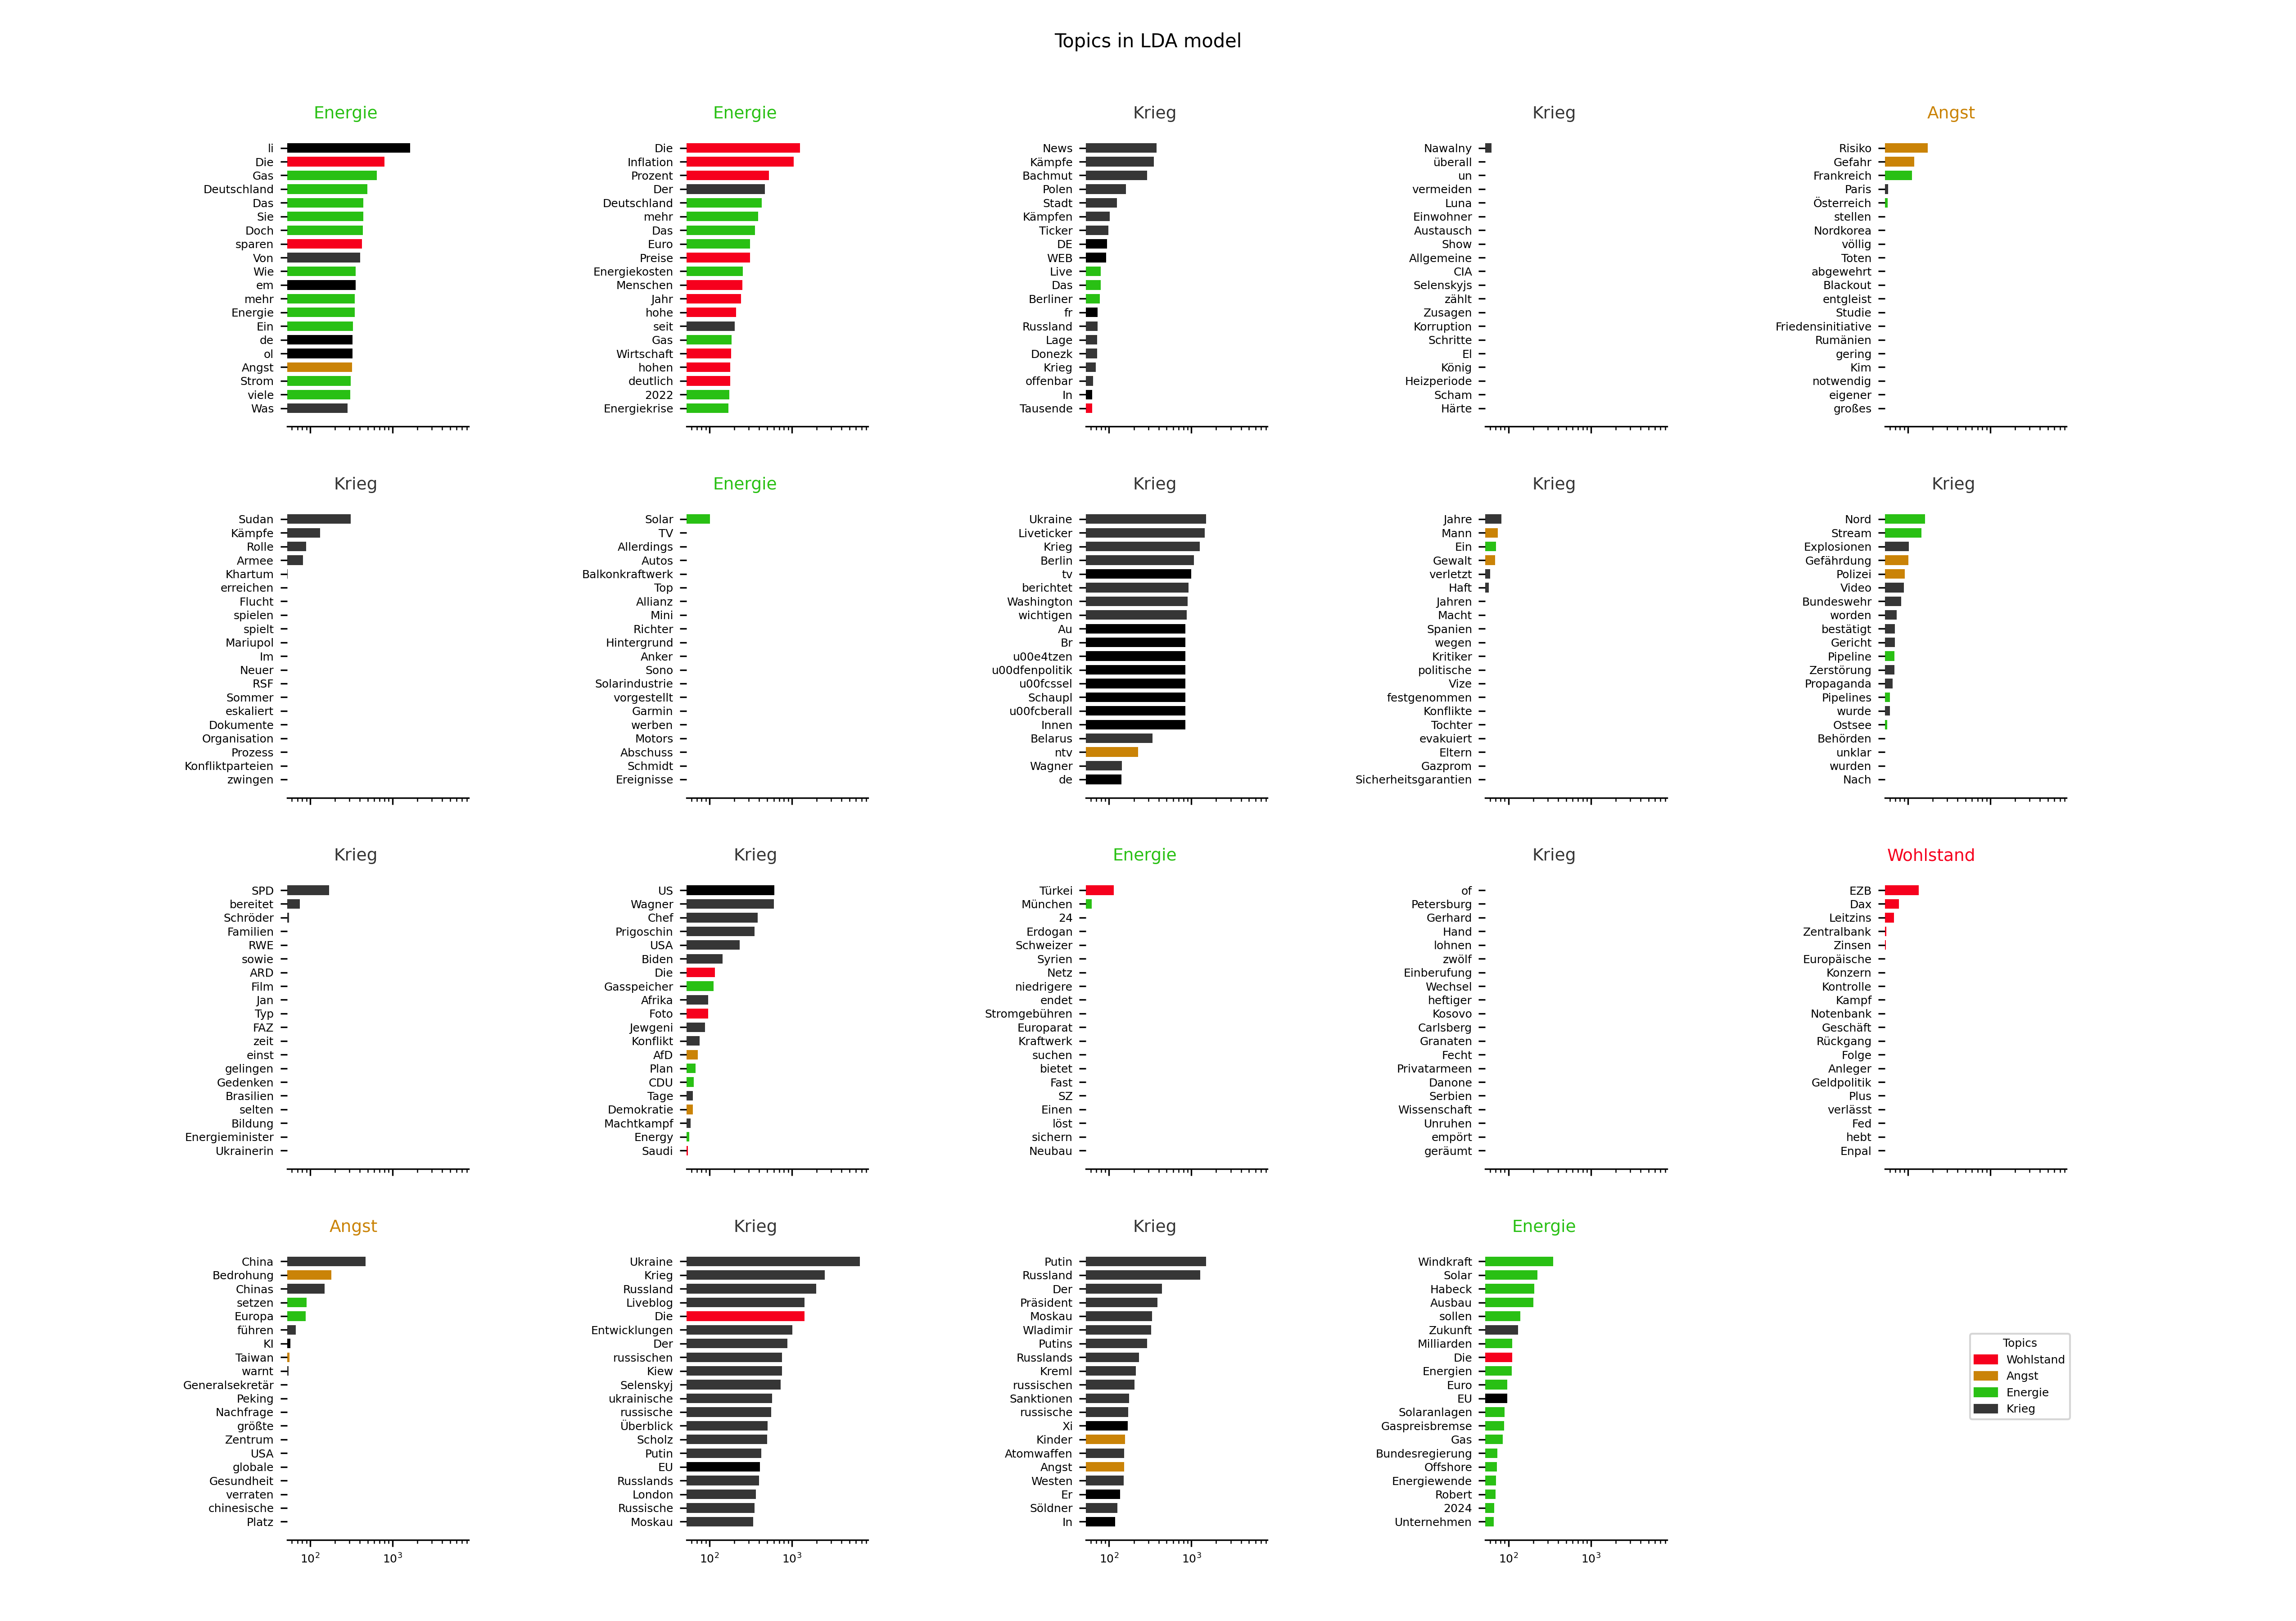 Topics in LDA model
Energie
li
Die
Gas
Deutschland
Das
Sie
Doch
sparen
Von
Wie
em
mehr
Energie
Ein
de
ol
Angst
Strom
viele
Was
Energie
Die
Inflation
Prozent
Der
Deutschland
mehr
Das
Euro
Preise
Energiekosten
Menschen
Jahr
hohe
seit
Gas
Wirtschaft
hohen
deutlich
2022
Energiekrise
Krieg
News
Kämpfe
Bachmut
Polen
Stadt
Kämpfen
Ticker
DE
WEB
Live
Das
Berliner
fr
Russland
Lage
Donezk
Krieg
offenbar
In
Tausende
Krieg
Nawalny
überall
un
vermeiden
Luna
Einwohner
Austausch
Show
Allgemeine
CIA
Selenskyjs
zählt
Zusagen
Korruption
Schritte
El
König
Heizperiode
Scham
Härte
Angst
Risiko
Gefahr
Frankreich
Paris
Österreich
stellen
Nordkorea
völlig
Toten
abgewehrt
Blackout
entgleist
Studie
Friedensinitiative
Rumänien
gering
Kim
notwendig
eigener
großes
Krieg
Sudan
Kämpfe
Rolle
Armee
Khartum
erreichen
Flucht
spielen
spielt
Mariupol
Im
Neuer
RSF
Sommer
eskaliert
Dokumente
Organisation
Prozess
Konfliktparteien
zwingen
Energie
Solar
TV
Allerdings
Autos
Balkonkraftwerk
Top
Allianz
Mini
Richter
Hintergrund
Anker
Sono
Solarindustrie
vorgestellt
Garmin
werben
Motors
Abschuss
Schmidt
Ereignisse
Krieg
Ukraine
Liveticker
Krieg
Berlin
tv
berichtet
Washington
wichtigen
Au
Br
u00e4tzen
u00dfenpolitik
u00fcssel
Schaupl
u00fcberall
Innen
Belarus
ntv
Wagner
de
Krieg
Jahre
Mann
Ein
Gewalt
verletzt
Haft
Jahren
Macht
Spanien
wegen
Kritiker
politische
Vize
festgenommen
Konflikte
Tochter
evakuiert
Eltern
Gazprom
Sicherheitsgarantien
Krieg
Nord
Stream
Explosionen
Gefährdung
Polizei
Video
Bundeswehr
worden
bestätigt
Gericht
Pipeline
Zerstörung
Propaganda
Pipelines
wurde
Ostsee
Behörden
unklar
wurden
Nach
Krieg
SPD
bereitet
Schröder
Familien
RWE
sowie
ARD
Film
Jan
Typ
FAZ
zeit
einst
gelingen
Gedenken
Brasilien
selten
Bildung
Energieminister
Ukrainerin
Krieg
US
Wagner
Chef
Prigoschin
USA
Biden
Die
Gasspeicher
Afrika
Foto
Jewgeni
Konflikt
AfD
Plan
CDU
Tage
Demokratie
Machtkampf
Energy
Saudi
Energie
Türkei
München
24
Erdogan
Schweizer
Syrien
Netz
niedrigere
endet
Stromgebühren
Europarat
Kraftwerk
suchen
bietet
Fast
SZ
Einen
löst
sichern
Neubau
Krieg
of
Petersburg
Gerhard
Hand
lohnen
zwölf
Einberufung
Wechsel
heftiger
Kosovo
Carlsberg
Granaten
Fecht
Privatarmeen
Danone
Serbien
Wissenschaft
Unruhen
empört
geräumt
Wohlstand
EZB
Dax
Leitzins
Zentralbank
Zinsen
Europäische
Konzern
Kontrolle
Kampf
Notenbank
Geschäft
Rückgang
Folge
Anleger
Geldpolitik
Plus
verlässt
Fed
hebt
Enpal
Angst
China
Bedrohung
Chinas
setzen
Europa
führen
KI
Taiwan
warnt
Generalsekretär
Peking
Nachfrage
größte
Zentrum
USA
globale
Gesundheit
verraten
chinesische
Platz
10² 10³
Krieg
Ukraine
Krieg
Russland
Liveblog
Die
Entwicklungen
Der
russischen
Kiew
Selenskyj
ukrainische
russische
Überblick
Scholz
Putin
EU
Russlands
London
Russische
Moskau
10² 10³
Krieg
Putin
Russland
Der
Präsident
Moskau
Wladimir
Putins
Russlands
Kreml
russischen
Sanktionen
russische
Xi
Kinder
Atomwaffen
Angst
Westen
Er
Söldner
In
10² 10³
Energie
Windkraft
Solar
Habeck
Ausbau
sollen
Zukunft
Milliarden
Die
Energien
Euro
EU
Solaranlagen
Gaspreisbremse
Gas
Bundesregierung
Offshore
Energiewende
Robert
2024
Unternehmen
10² 10³
Topics
Wohlstand
Angst
Energie
Krieg